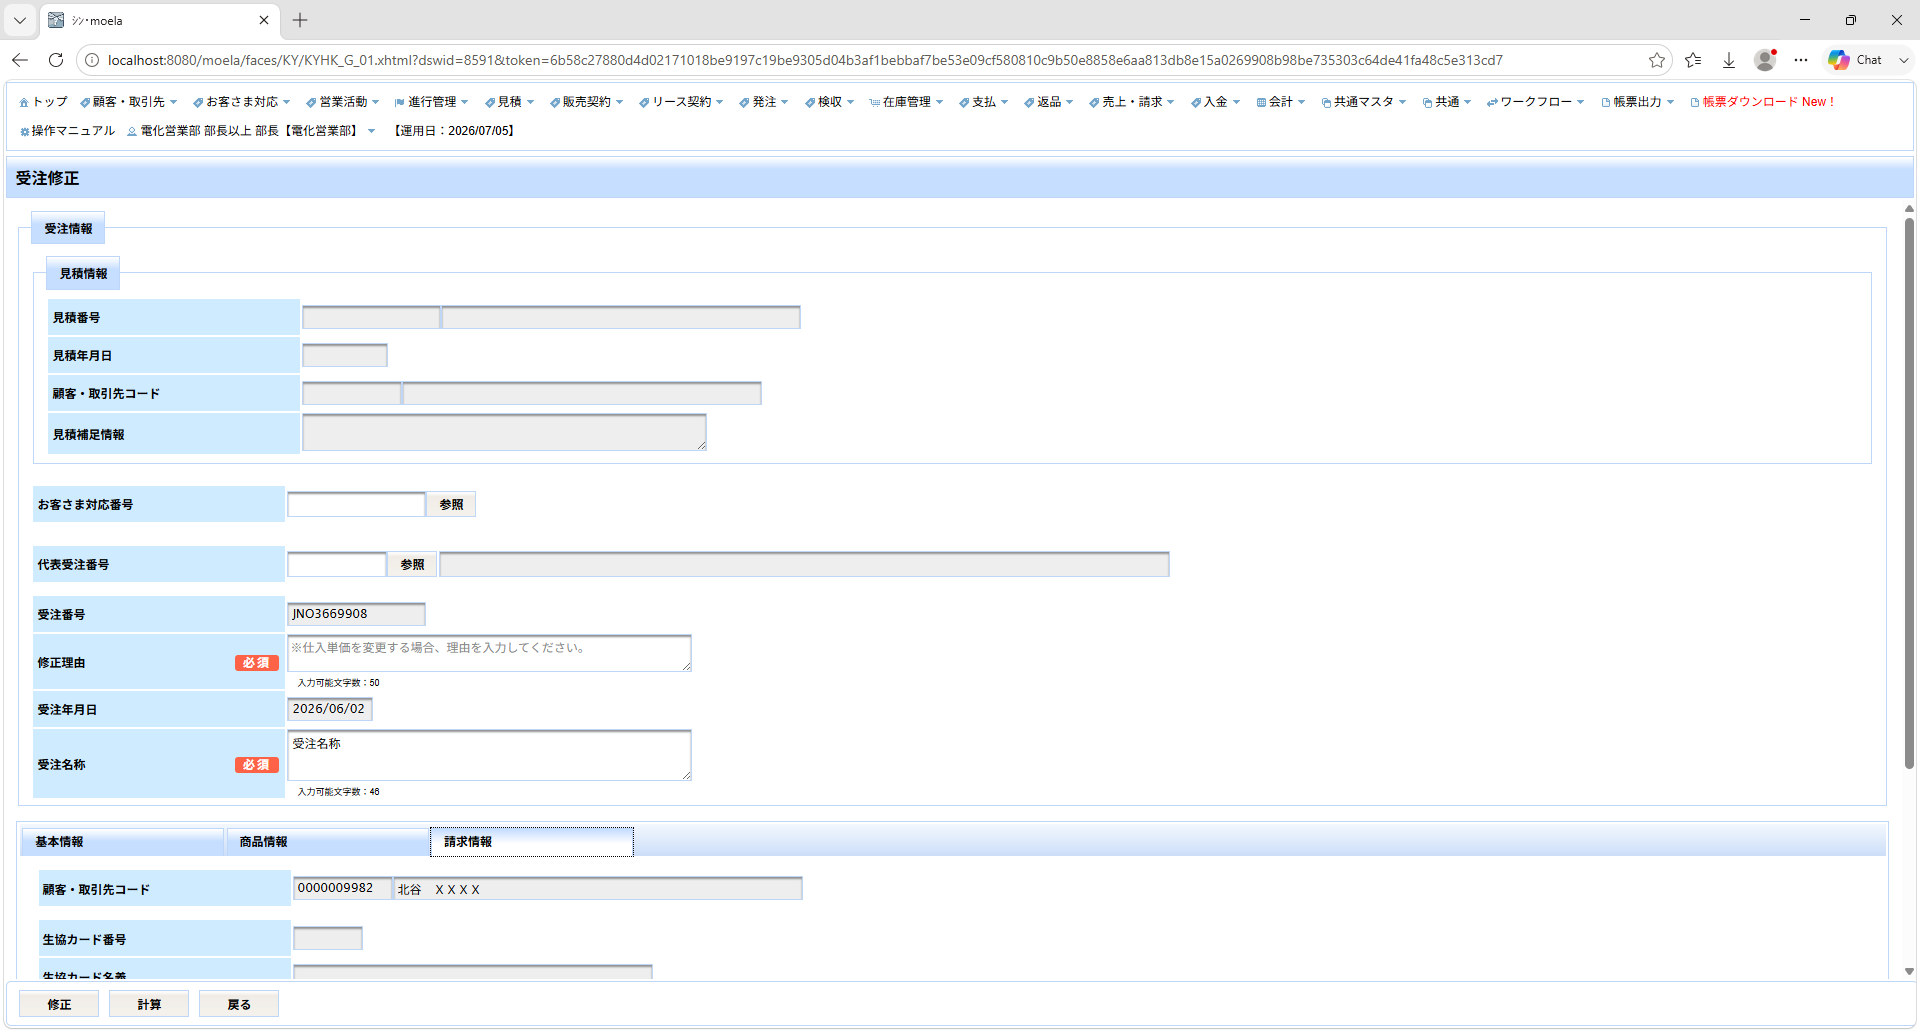 ｼﾝ･moela
localhost:8080/moela/faces/KY/KYHK_G_01.xhtml?dswid=8591&token=6b58c27880d4d02171018be9197c19be9305d04b3af1bebbaf7be53e09cf580810c9b50e8858e6aa813db8e15a0269908b98be735303c64de41fa48c5e313cd7
Chat
トップ 顧客・取引先 お客さま対応 営業活動 進行管理 見積 販売契約 リース契約 発注 検収 在庫管理 支払 返品 売上・請求 入金 会計 共通マスタ 共通 ワークフロー 帳票出力 帳票ダウンロード New！
操作マニュアル 電化営業部 部長以上 部長【電化営業部】 【運用日：2026/07/05】
受注修正
受注情報
見積情報
見積番号
見積年月日
顧客・取引先コード
見積補足情報
お客さま対応番号 参照
代表受注番号 参照
受注番号 JNO3669908
修正理由 必須 ※仕入単価を変更する場合、理由を入力してください。
入力可能文字数：50
受注年月日 2026/06/02
受注名称 必須 受注名称
入力可能文字数：46
基本情報 商品情報 請求情報
顧客・取引先コード 0000009982 北谷　ＸＸＸＸ
生協カード番号
生協カード名義
修正 計算 戻る